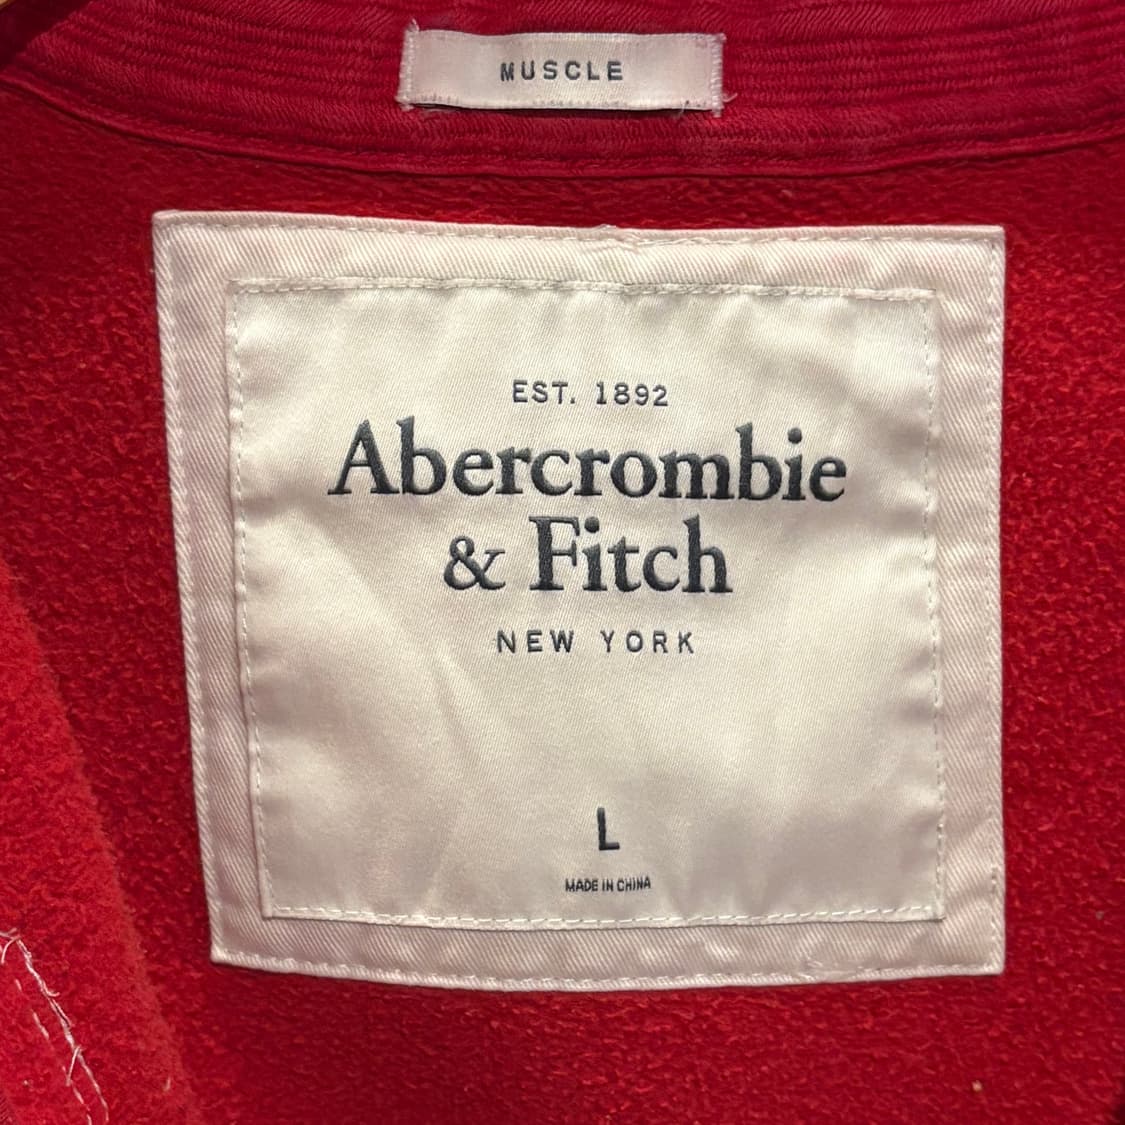 MUSCLE
EST. 1892
Abercrombie
& Fitch
NEW YORK
L
MADE IN CHINA